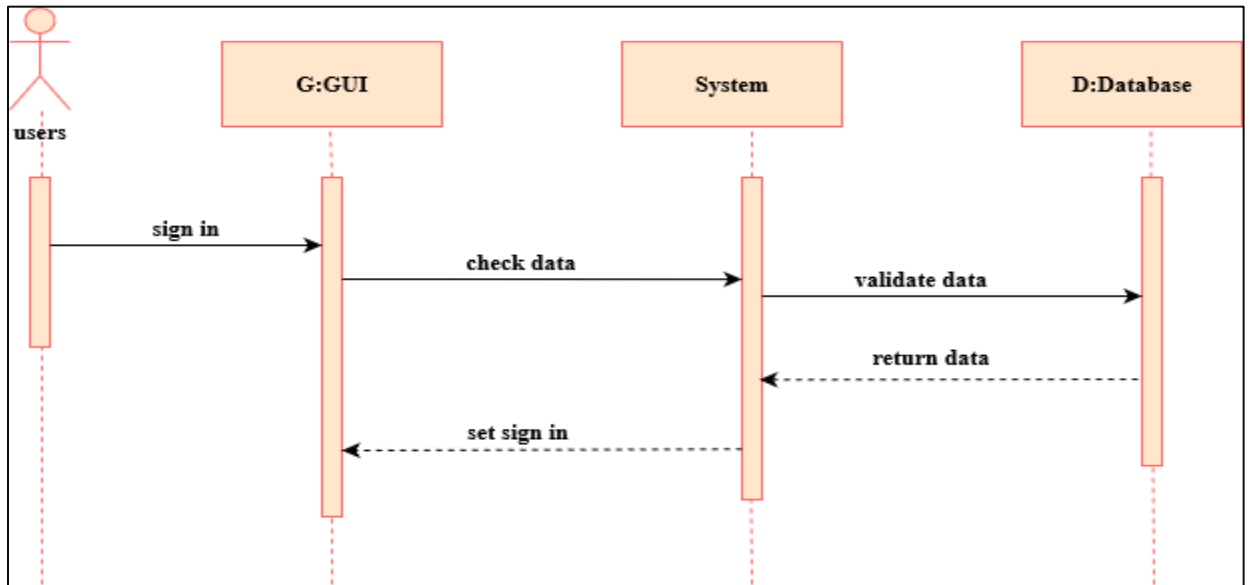 G:GUI
System
D:Database
users
sign in
check data
validate data
return data
set sign in